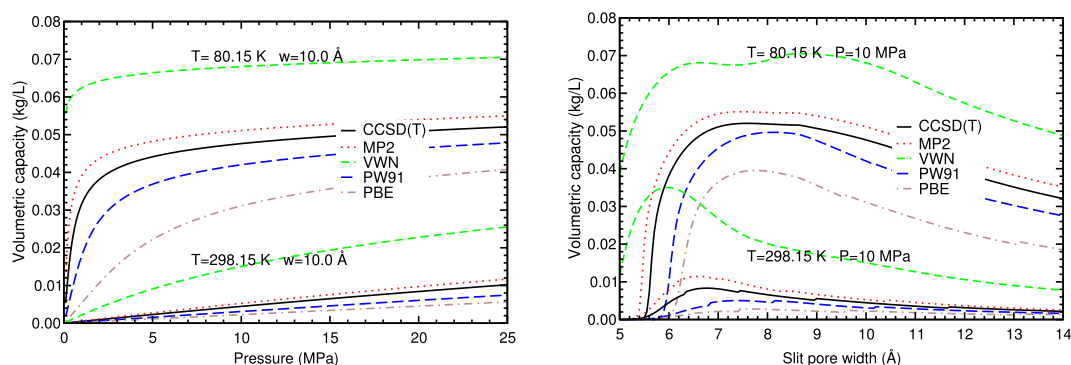 0.08
0.07
0.06
0.05
0.04
0.03
0.02
0.01
0.00
Volumetric capacity (kg/L)
T= 80.15 K w=10.0 Å
CCSD(T)
MP2
VWN
PW91
PBE
T=298.15 K w=10.0 Å
0 5 10 15 20 25
Pressure (MPa)
0.08
0.07
0.06
0.05
0.04
0.03
0.02
0.01
0.00
Volumetric capacity (kg/L)
T= 80.15 K P=10 MPa
CCSD(T)
MP2
VWN
PW91
PBE
T=298.15 K P=10 MPa
5 6 7 8 9 10 11 12 13 14
Slit pore width (Å)